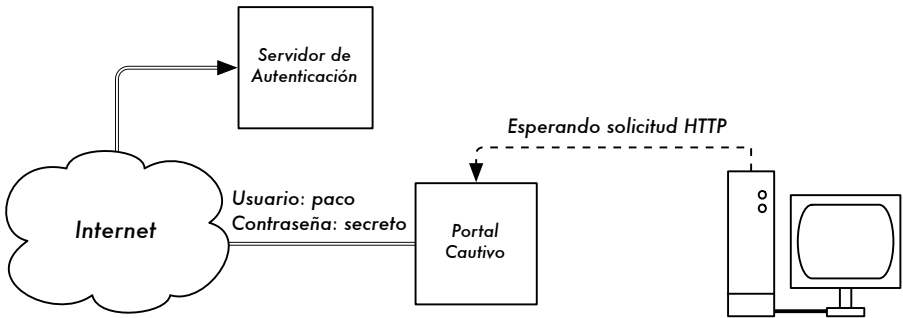 Servidor de
Autenticación
Esperando solicitud HTTP
Usuario: paco
Contraseña: secreto
Internet
Portal
Cautivo